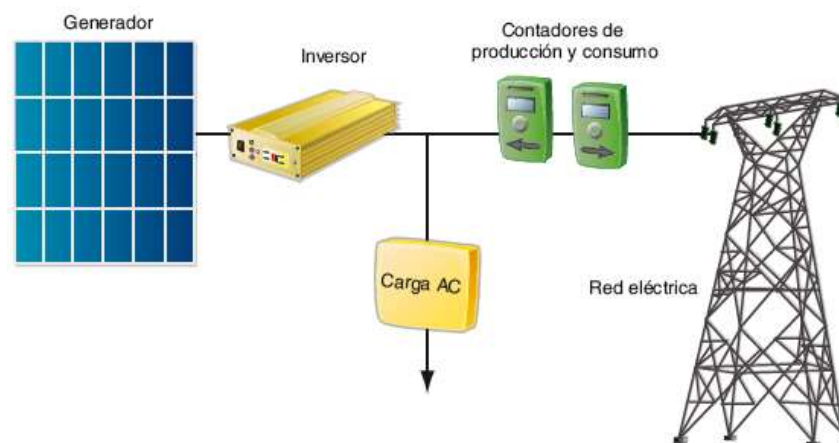 Generador
Inversor
Contadores de
producción y consumo
Carga AC
Red eléctrica